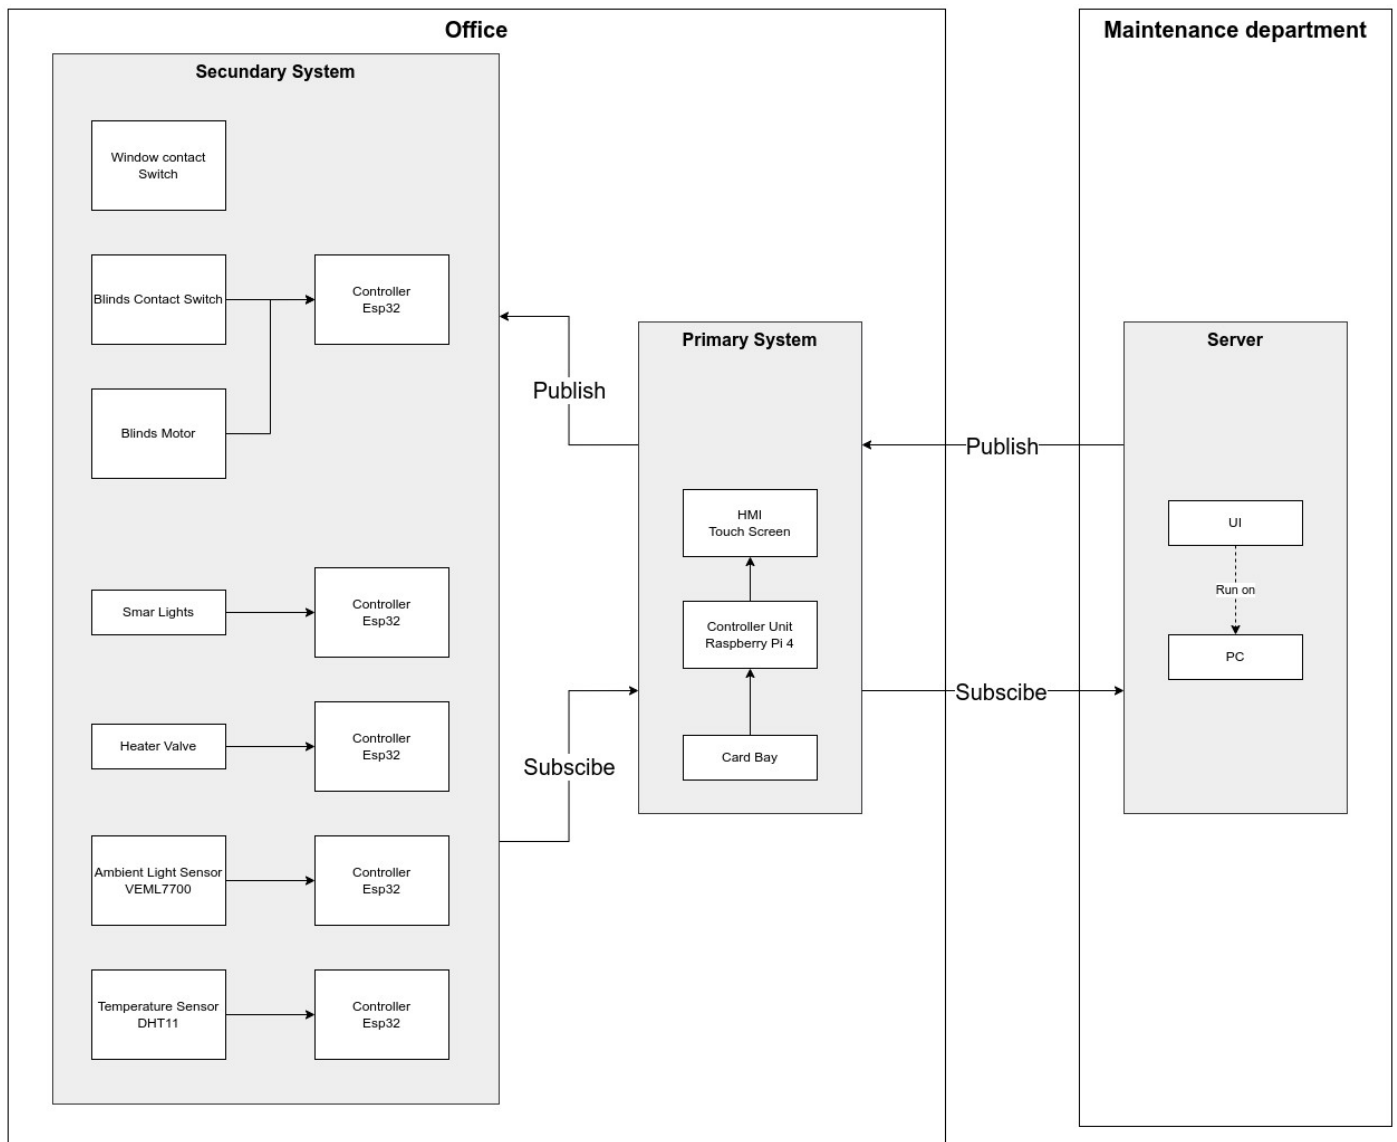 Office
Maintenance department
Secundary System
Window contact
Switch
Blinds Contact Switch
Controller
Esp32
Blinds Motor
Smar Lights
Controller
Esp32
Heater Valve
Controller
Esp32
Ambient Light Sensor
VEML7700
Controller
Esp32
Temperature Sensor
DHT11
Controller
Esp32
Publish
Subscibe
Primary System
HMI
Touch Screen
Controller Unit
Raspberry Pi 4
Card Bay
Publish
Subscibe
Server
UI
Run on
PC